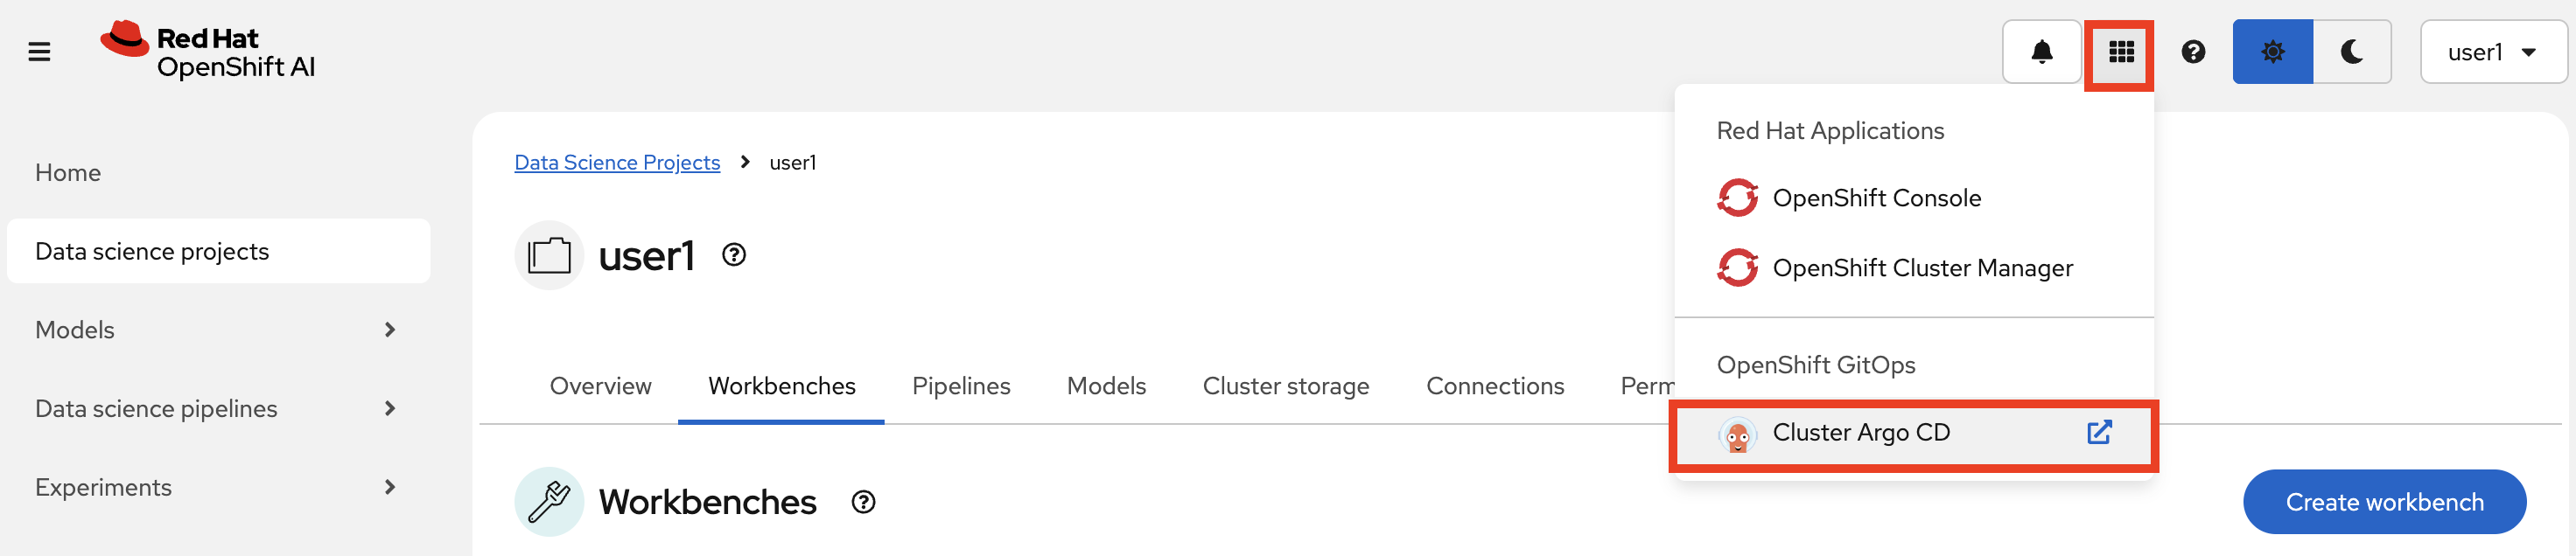 Red Hat
OpenShift AI
user1
Home
Data science projects
Models
Data science pipelines
Experiments
Data Science Projects > user1
user1
Overview
Workbenches
Pipelines
Models
Cluster storage
Connections
Perm
Workbenches
Create workbench
Red Hat Applications
OpenShift Console
OpenShift Cluster Manager
OpenShift GitOps
Cluster Argo CD